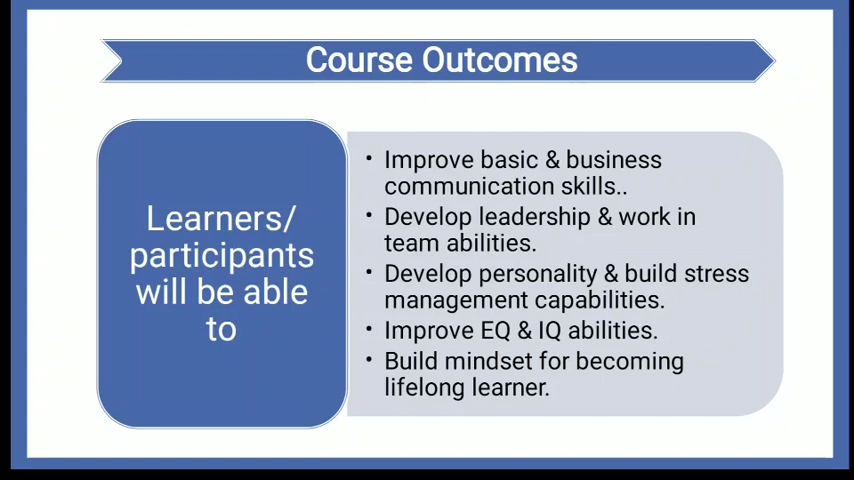 Course Outcomes
Learners/
participants
will be able
to
• Improve basic & business
communication skills..
• Develop leadership & work in
team abilities.
• Develop personality & build stress
management capabilities.
• Improve EQ & IQ abilities.
• Build mindset for becoming
lifelong learner.